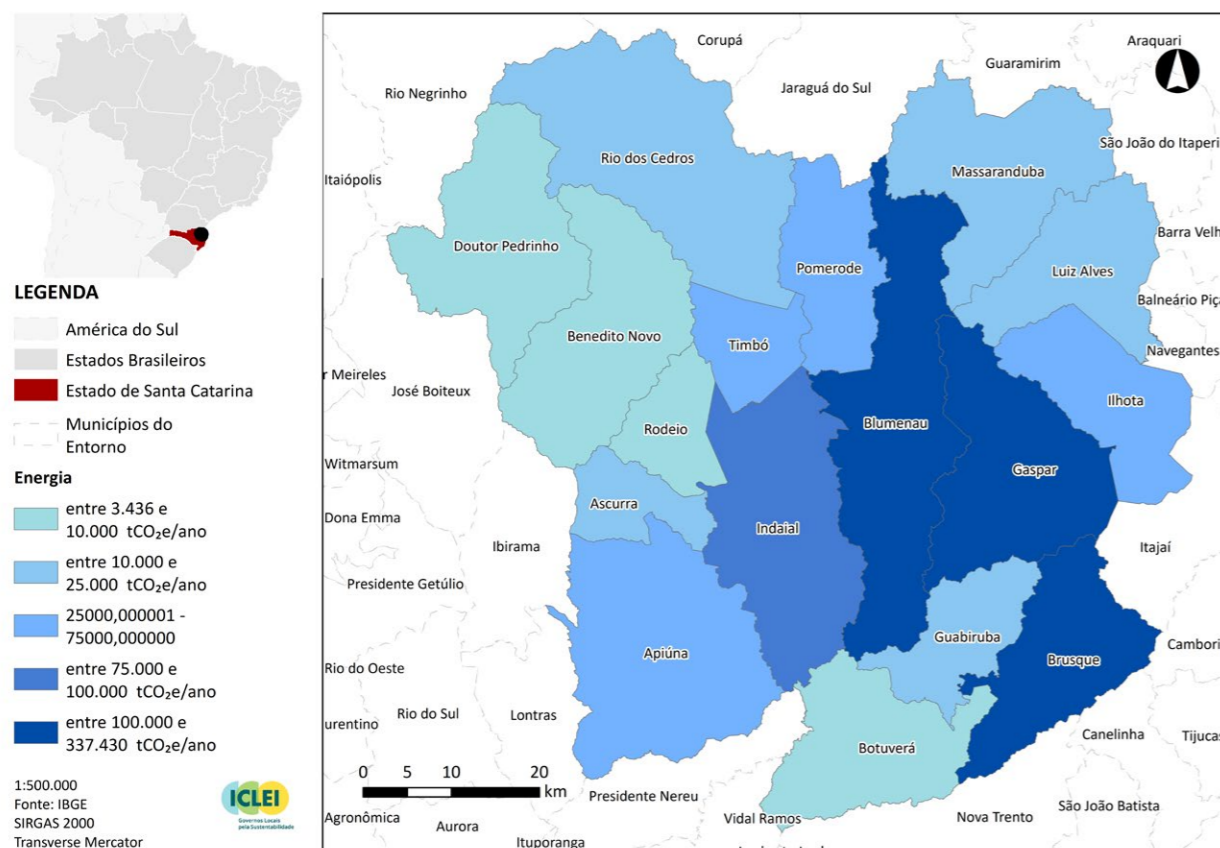 LEGENDA
América do Sul
Estados Brasileiros
Estado de Santa Catarina
Municípios do
Entorno
Energia
entre 3.436 e
10.000 tCO₂e/ano
entre 10.000 e
25.000 tCO₂e/ano
25000,000001 -
75000,000000
entre 75.000 e
100.000 tCO₂e/ano
entre 100.000 e
337.430 tCO₂e/ano
1:500.000
Fonte: IBGE
SIRGAS 2000
Transverse Mercator
ICLEI
Governos Locais
pela Sustentabilidade
Corupá
Araquari
Guaramirim
Rio Negrinho
Jaraguá do Sul
São João do Itaperi
Rio dos Cedros
Massaranduba
Itaiópolis
Barra Velh
Doutor Pedrinho
Pomerode
Luiz Alves
Balneário Piça
Benedito Novo
Timbó
Navegantes
r Meireles
José Boiteux
Ilhota
Rodeio
Blumenau
Witmarsum
Gaspar
Ascurra
Dona Emma
Indaial
Ibirama
Itajaí
Presidente Getúlio
Guabiruba
Cambori
Apiúna
Brusque
Rio do Oeste
Rio do Sul
Lontras
urentino
Canelinha
Tijucas
Botuverá
0 5 10 20
km
Presidente Nereu
São João Batista
Agronômica
Vidal Ramos
Nova Trento
Aurora
Ituporanga